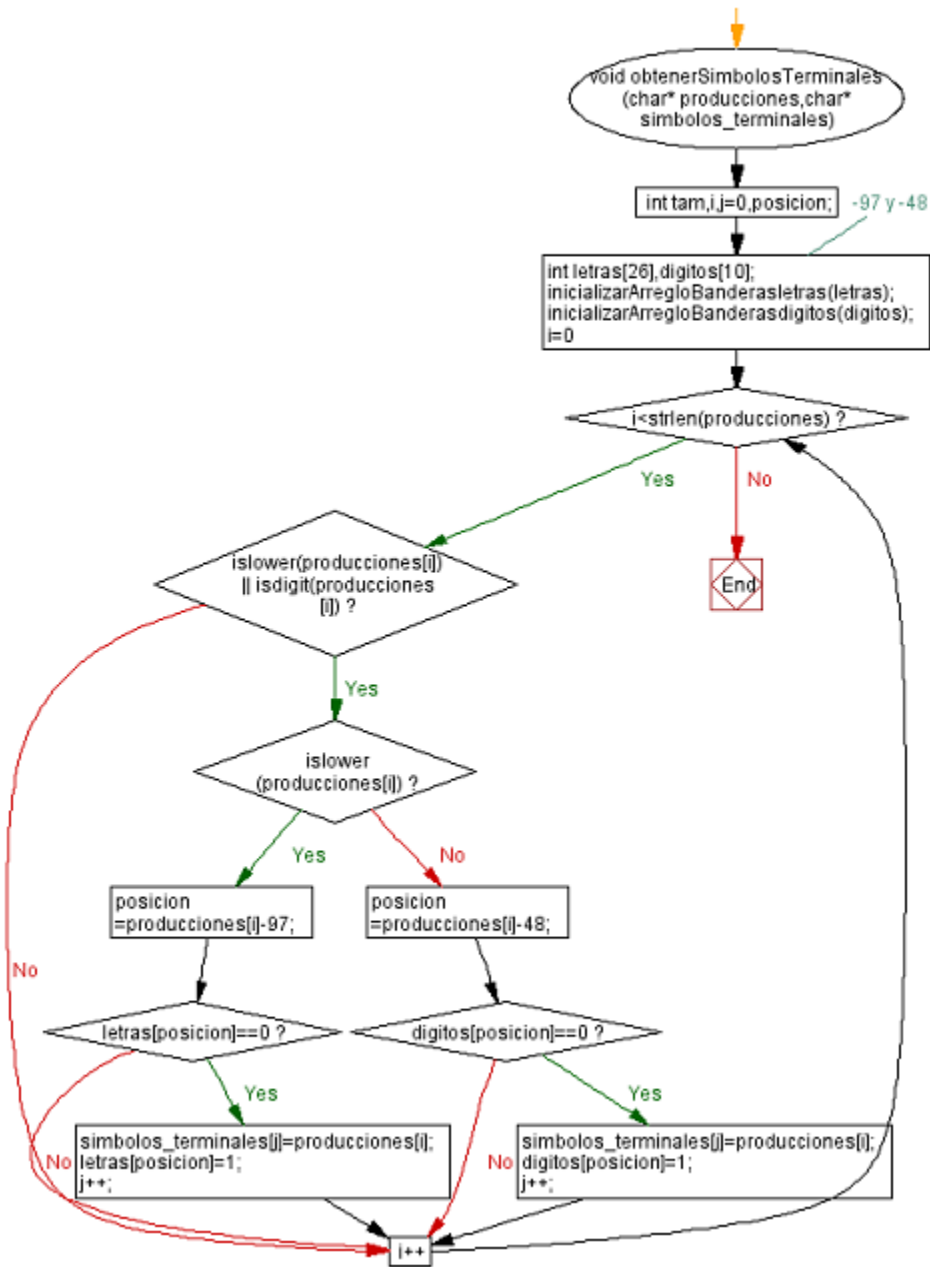 void obtenerSimbolosTerminales
(char* producciones,char*
simbolos_terminales)
int tam,i,j=0,posicion;
-97 y -48
int letras[26],digitos[10];
inicializarArregloBanderasletras(letras);
inicializarArregloBanderasdigitos(digitos);
i=0
i<strlen(producciones) ?
Yes
No
End
islower(producciones[i])
|| isdigit(producciones
[i]) ?
Yes
islower
(producciones[i]) ?
Yes
No
posicion
=producciones[i]-97;
posicion
=producciones[i]-48;
No
letras[posicion]==0 ?
digitos[posicion]==0 ?
Yes
Yes
simbolos_terminales[j]=producciones[i];
letras[posicion]=1;
j++;
No
simbolos_terminales[j]=producciones[i];
digitos[posicion]=1;
j++;
No
i++